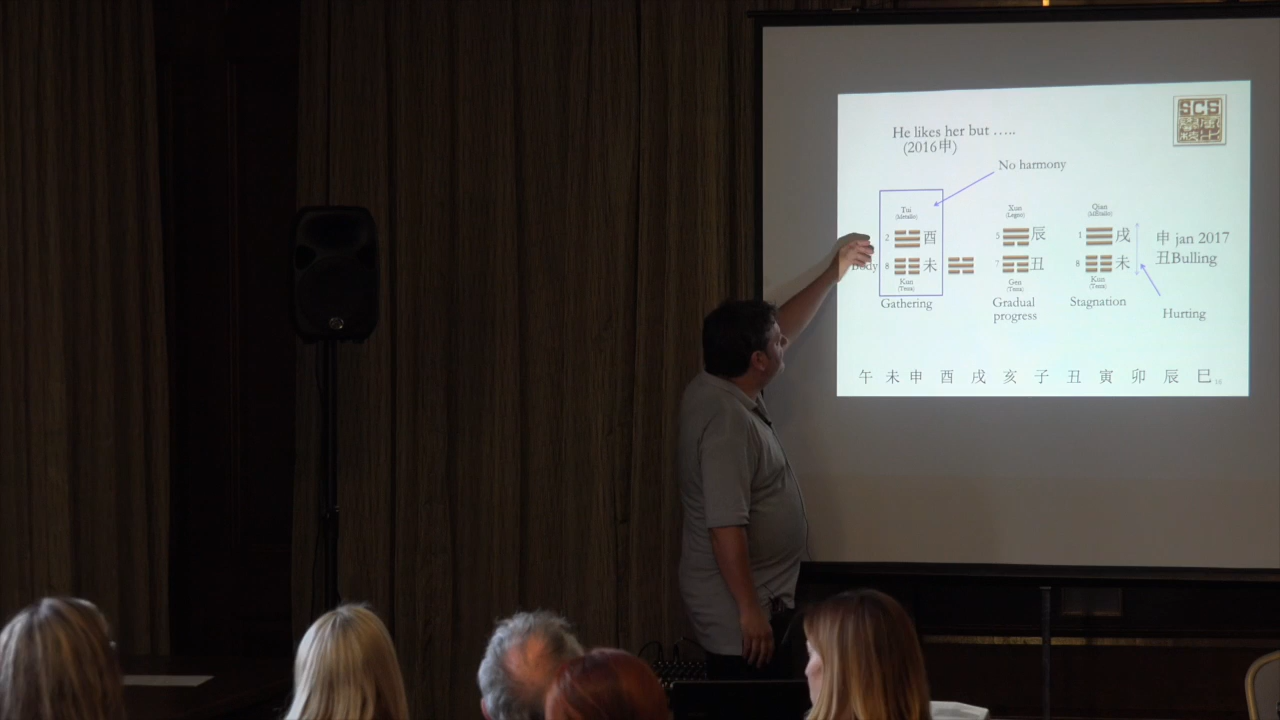 SCS
He likes her but …..
(2016申)
No harmony
Tui
2 酉
Body 8 未
Kun
Gathering
Xun
5 辰
7 丑
Gen
Gradual
progress
Qian
1 戌
8 未
Kun
Stagnation
申 jan 2017
丑Bulling
Hurting
午 未 申 酉 戌 亥 子 丑 寅 卯 辰 巳